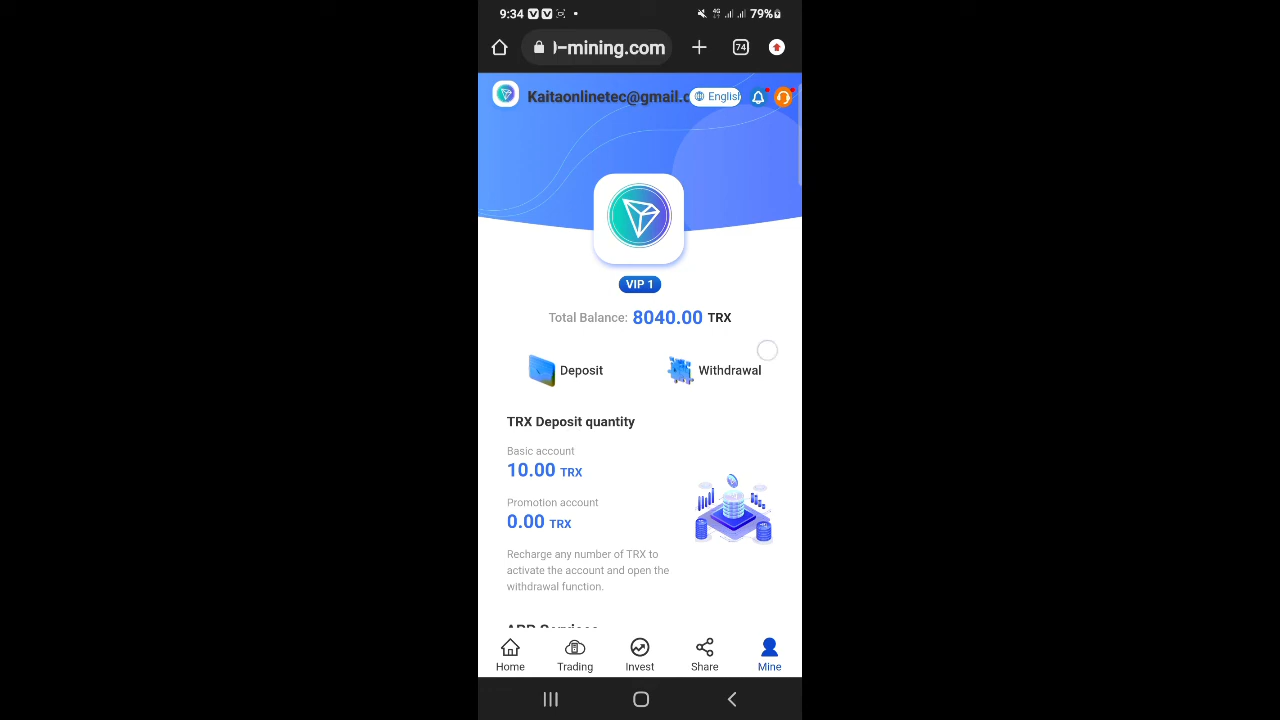 9:34
4G
79%
-mining.com
74
Kaitaonlinetec@gmail.c
English
VIP 1
Total Balance: 8040.00 TRX
Deposit
Withdrawal
TRX Deposit quantity
Basic account
10.00 TRX
Promotion account
0.00 TRX
Recharge any number of TRX to
activate the account and open the
withdrawal function.
Home
Trading
Invest
Share
Mine